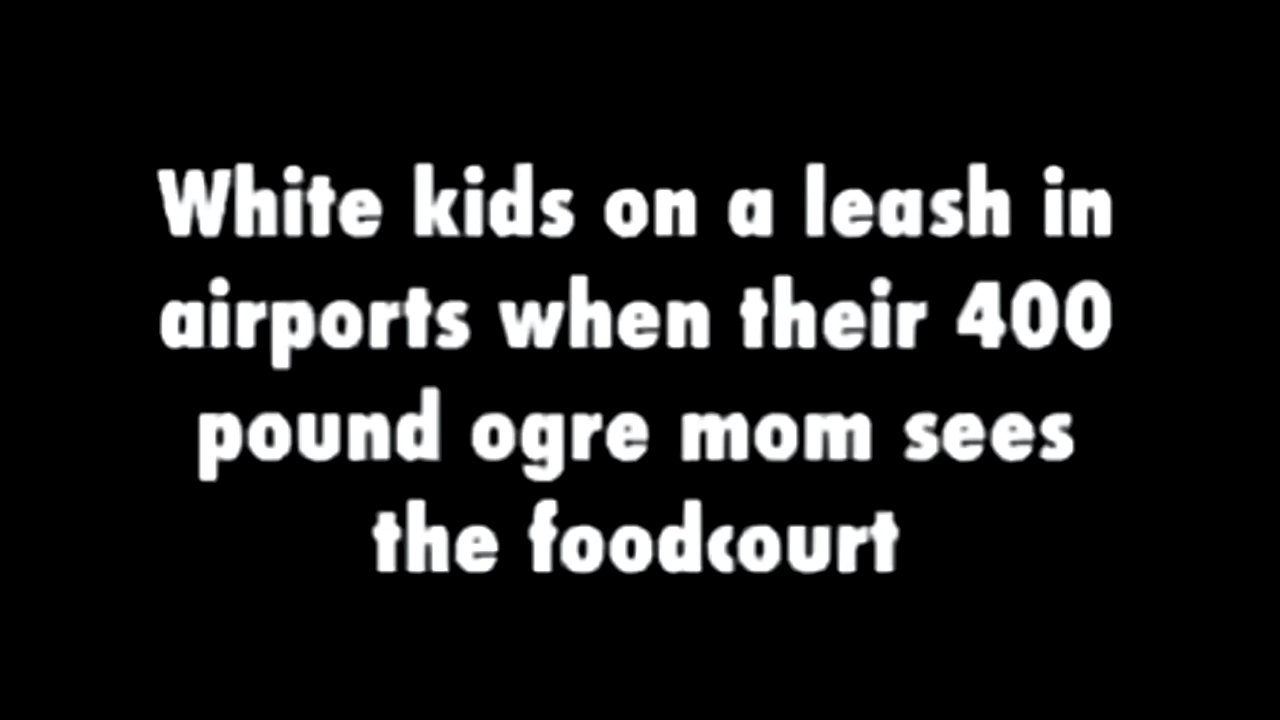 White kids on a leash in
airports when their 400
pound ogre mom sees
the foodcourt